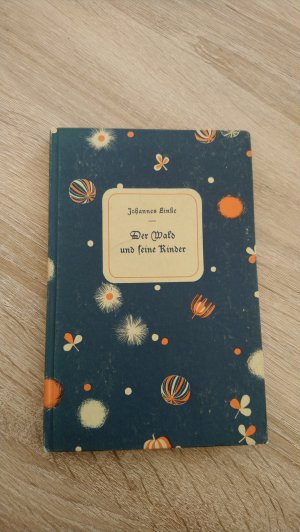 Johannes Linke
Der Wald
und seine Kinder